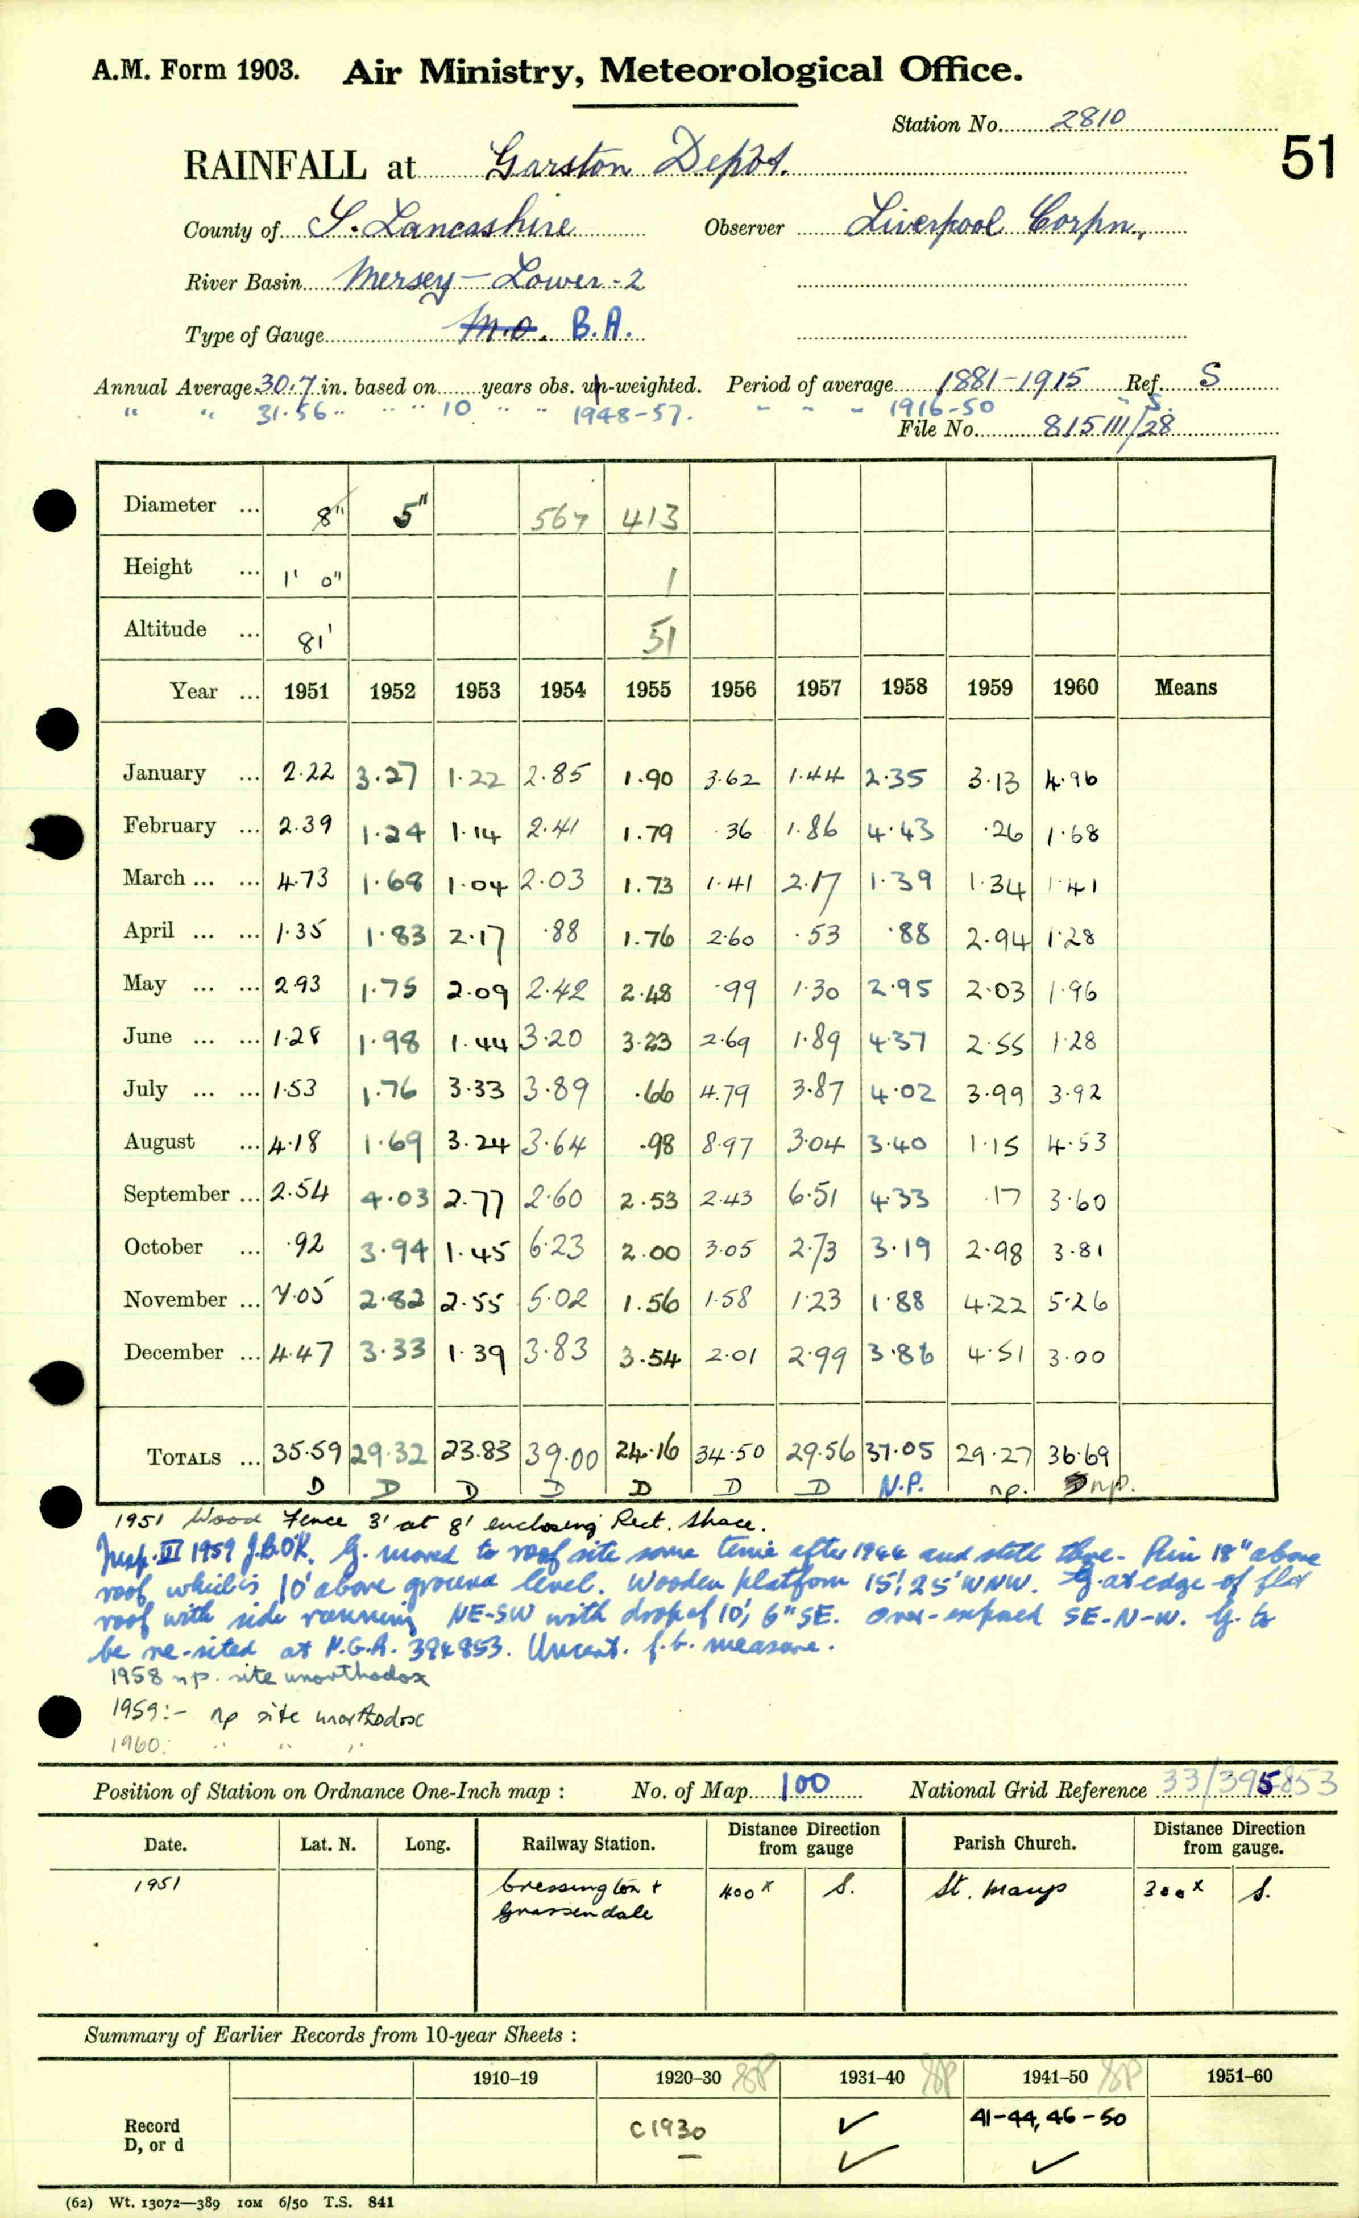 A.M. Form 1903. Air Ministry, Meteorological Office.
Station No. 2810
51
RAINFALL at Garston Depôt.
County of S. Lancashire Observer Liverpool Corpn.
River Basin Mersey — Lower - 2
Type of Gauge M.O. B.A.
Annual Average 30.7 in. based on years obs. un-weighted. Period of average 1881-1915 Ref. S
" " 31.56 " " " 10 " " 1948-57. " " " 1916-50 " S.
File No. 815111/28
Diameter ... 8" 5" 567 413
Height ... 1' 0" 1
Altitude ... 81' 51
Year ... 1951 1952 1953 1954 1955 1956 1957 1958 1959 1960 Means
January ... 2.22 3.27 1.22 2.85 1.90 3.62 1.44 2.35 3.13 4.96
February ... 2.39 1.24 1.14 2.41 1.79 .36 1.86 4.43 .26 1.68
March ... ... 4.73 1.68 1.04 2.03 1.73 1.41 2.17 1.39 1.34 1.41
April ... ... 1.35 1.83 2.17 .88 1.76 2.60 .53 .88 2.94 1.28
May ... ... 2.93 1.75 2.09 2.42 2.48 .99 1.30 2.95 2.03 1.96
June ... ... 1.28 1.98 1.44 3.20 3.23 2.69 1.89 4.37 2.55 1.28
July ... ... 1.53 1.76 3.33 3.89 .66 4.79 3.87 4.02 3.99 3.92
August ... 4.18 1.69 3.24 3.64 .98 8.97 3.04 3.40 1.15 4.53
September ... 2.54 4.03 2.77 2.60 2.53 2.43 6.51 4.33 .17 3.60
October ... .92 3.94 1.45 6.23 2.00 3.05 2.73 3.19 2.98 3.81
November ... 7.05 2.82 2.55 5.02 1.56 1.58 1.23 1.88 4.22 5.26
December ... 4.47 3.33 1.39 3.83 3.54 2.01 2.99 3.86 4.51 3.00
TOTALS ... 35.59 29.32 23.83 39.00 24.16 34.50 29.56 37.05 29.27 36.69
D D D D D D D N.P. np. np.
1951 Wood Fence 3' at 8' enclosing Rect. Space.
Insp. III 1959 J.B.O'K. G. moved to roof site some time after 1944 and still there. Rim 18" above
roof which is 10' above ground level. Wooden platform 15', 25' WNW. G. at edge of flat
roof with side running NE-SW with drop of 10', 6" SE. Over-exposed SE-N-W. G. to
be re-sited at N.G.R. 394853. Uncert. f.b. measure.
1958 n.p. site unorthodox
1959:- np site unorthodox
1960: " " "
Position of Station on Ordnance One-Inch map : No. of Map 100 National Grid Reference 33/395853
Date. Lat. N. Long. Railway Station. Distance from Direction gauge Parish Church. Distance from Direction gauge.
1951 Cressington + Grassendale 400x S. St. Marys 300x S.
Summary of Earlier Records from 10-year Sheets :
1910–19 1920–30 8P 1931–40 8P 1941–50 8P 1951–60
Record C1930 ✓ 41-44, 46-50
D, or d — ✓ ✓
(62) Wt. 13072—389 10M 6/50 T.S. 841